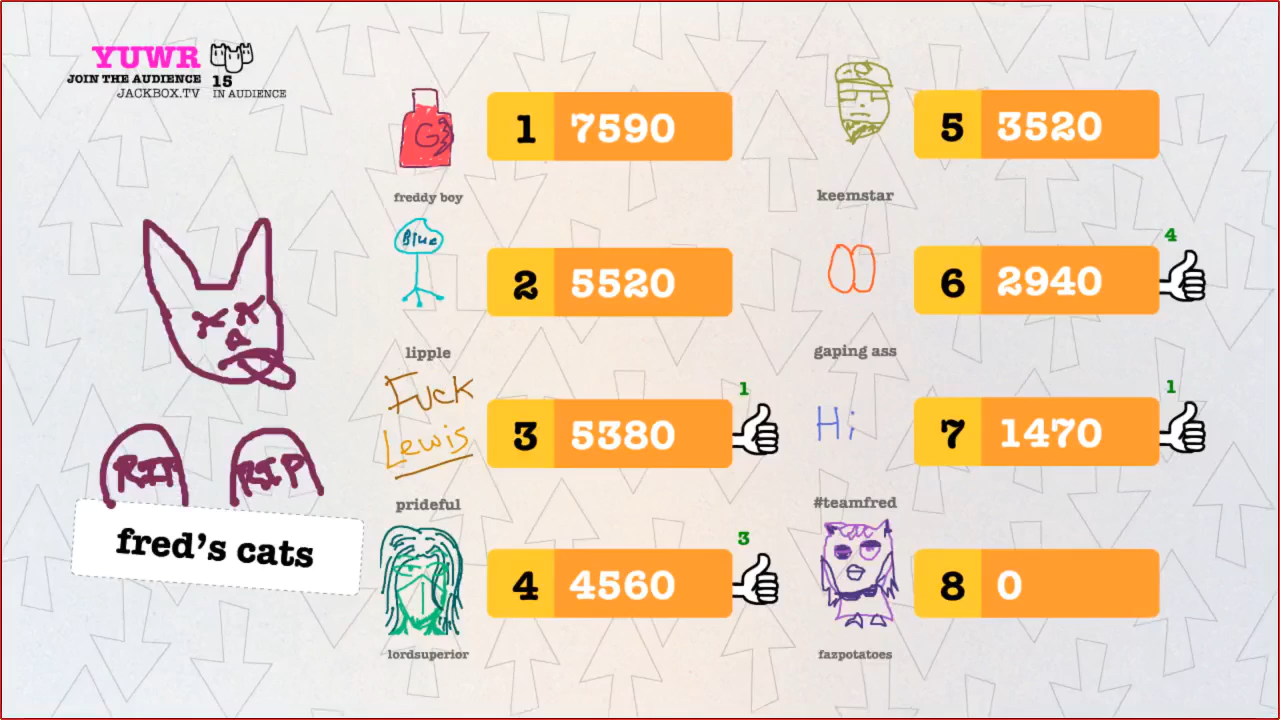 YUWR
JOIN THE AUDIENCE
JACKBOX.TV
15
IN AUDIENCE
RIP
RIP
fred's cats
G
freddy boy
1 7590
Blue
lipple
2 5520
Fuck
Lewis
prideful
3 5380
1
lordsuperior
4 4560
3
keemstar
5 3520
gaping ass
6 2940
4
Hi
#teamfred
7 1470
1
fazpotatoes
8 0